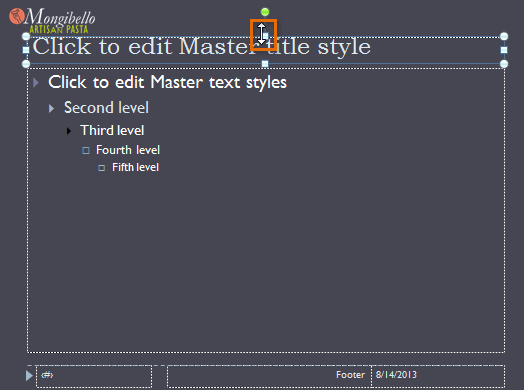 Mongibello
ARTISAN PASTA
Click to edit Master title style
Click to edit Master text styles
Second level
Third level
Fourth level
Fifth level
‹#›
Footer
8/14/2013